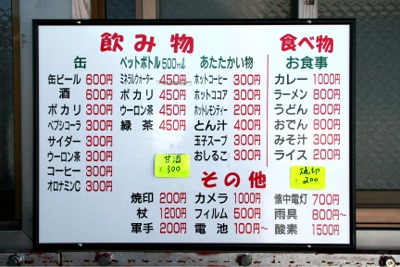 飲み物
缶
缶ビール 600円
酒 600円
ポカリ 300円
ペプシコーラ 300円
サイダー 300円
ウーロン茶 300円
コーヒー 300円
オロナミンC 300円
ペットボトル500ml
ミネラルウォーター 450円
ポカリ 450円
ウーロン茶 450円
緑茶 450円
甘酒
¥300
あたたかい物
ホットコーヒー 300円
ホットココア 300円
ホットレモンティー 200円
とん汁 400円
玉子スープ 300円
おしるこ 300円
食べ物
お食事
カレー 1000円
ラーメン 800円
うどん 800円
おでん 800円
みそ汁 300円
ライス 200円
焼印
200
その他
焼印 200円
杖 1200円
軍手 200円
カメラ 1000円
フィルム 500円
電池 100円~
懐中電灯 700円
雨具 800円~
酸素 1500円